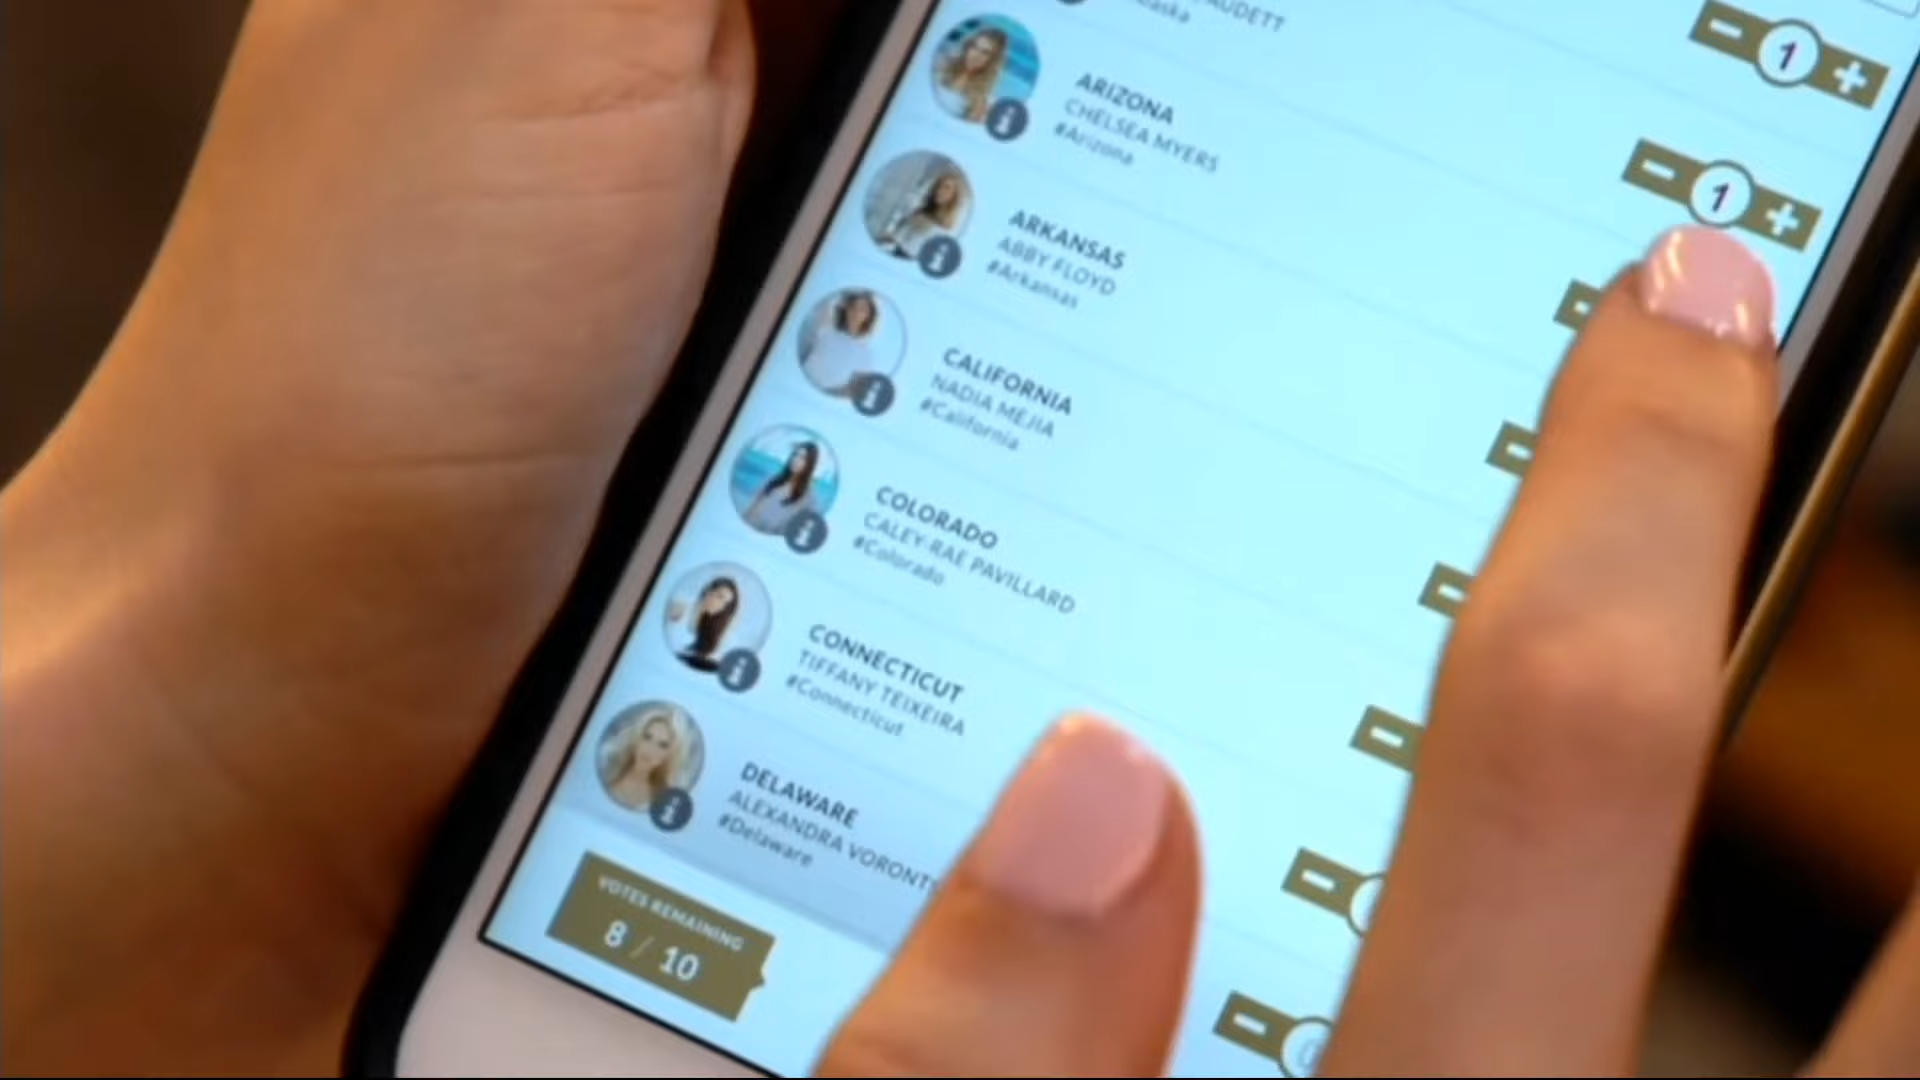 1
ARIZONA
CHELSEA MYERS
#Arizona
1
ARKANSAS
ABBY FLOYD
#Arkansas
CALIFORNIA
NADIA MEJIA
#California
COLORADO
CALEY-RAE PAVILLARD
#Colorado
CONNECTICUT
TIFFANY TEIXEIRA
#Connecticut
DELAWARE
ALEXANDRA
#Delaware
VOTES REMAINING
8 / 10